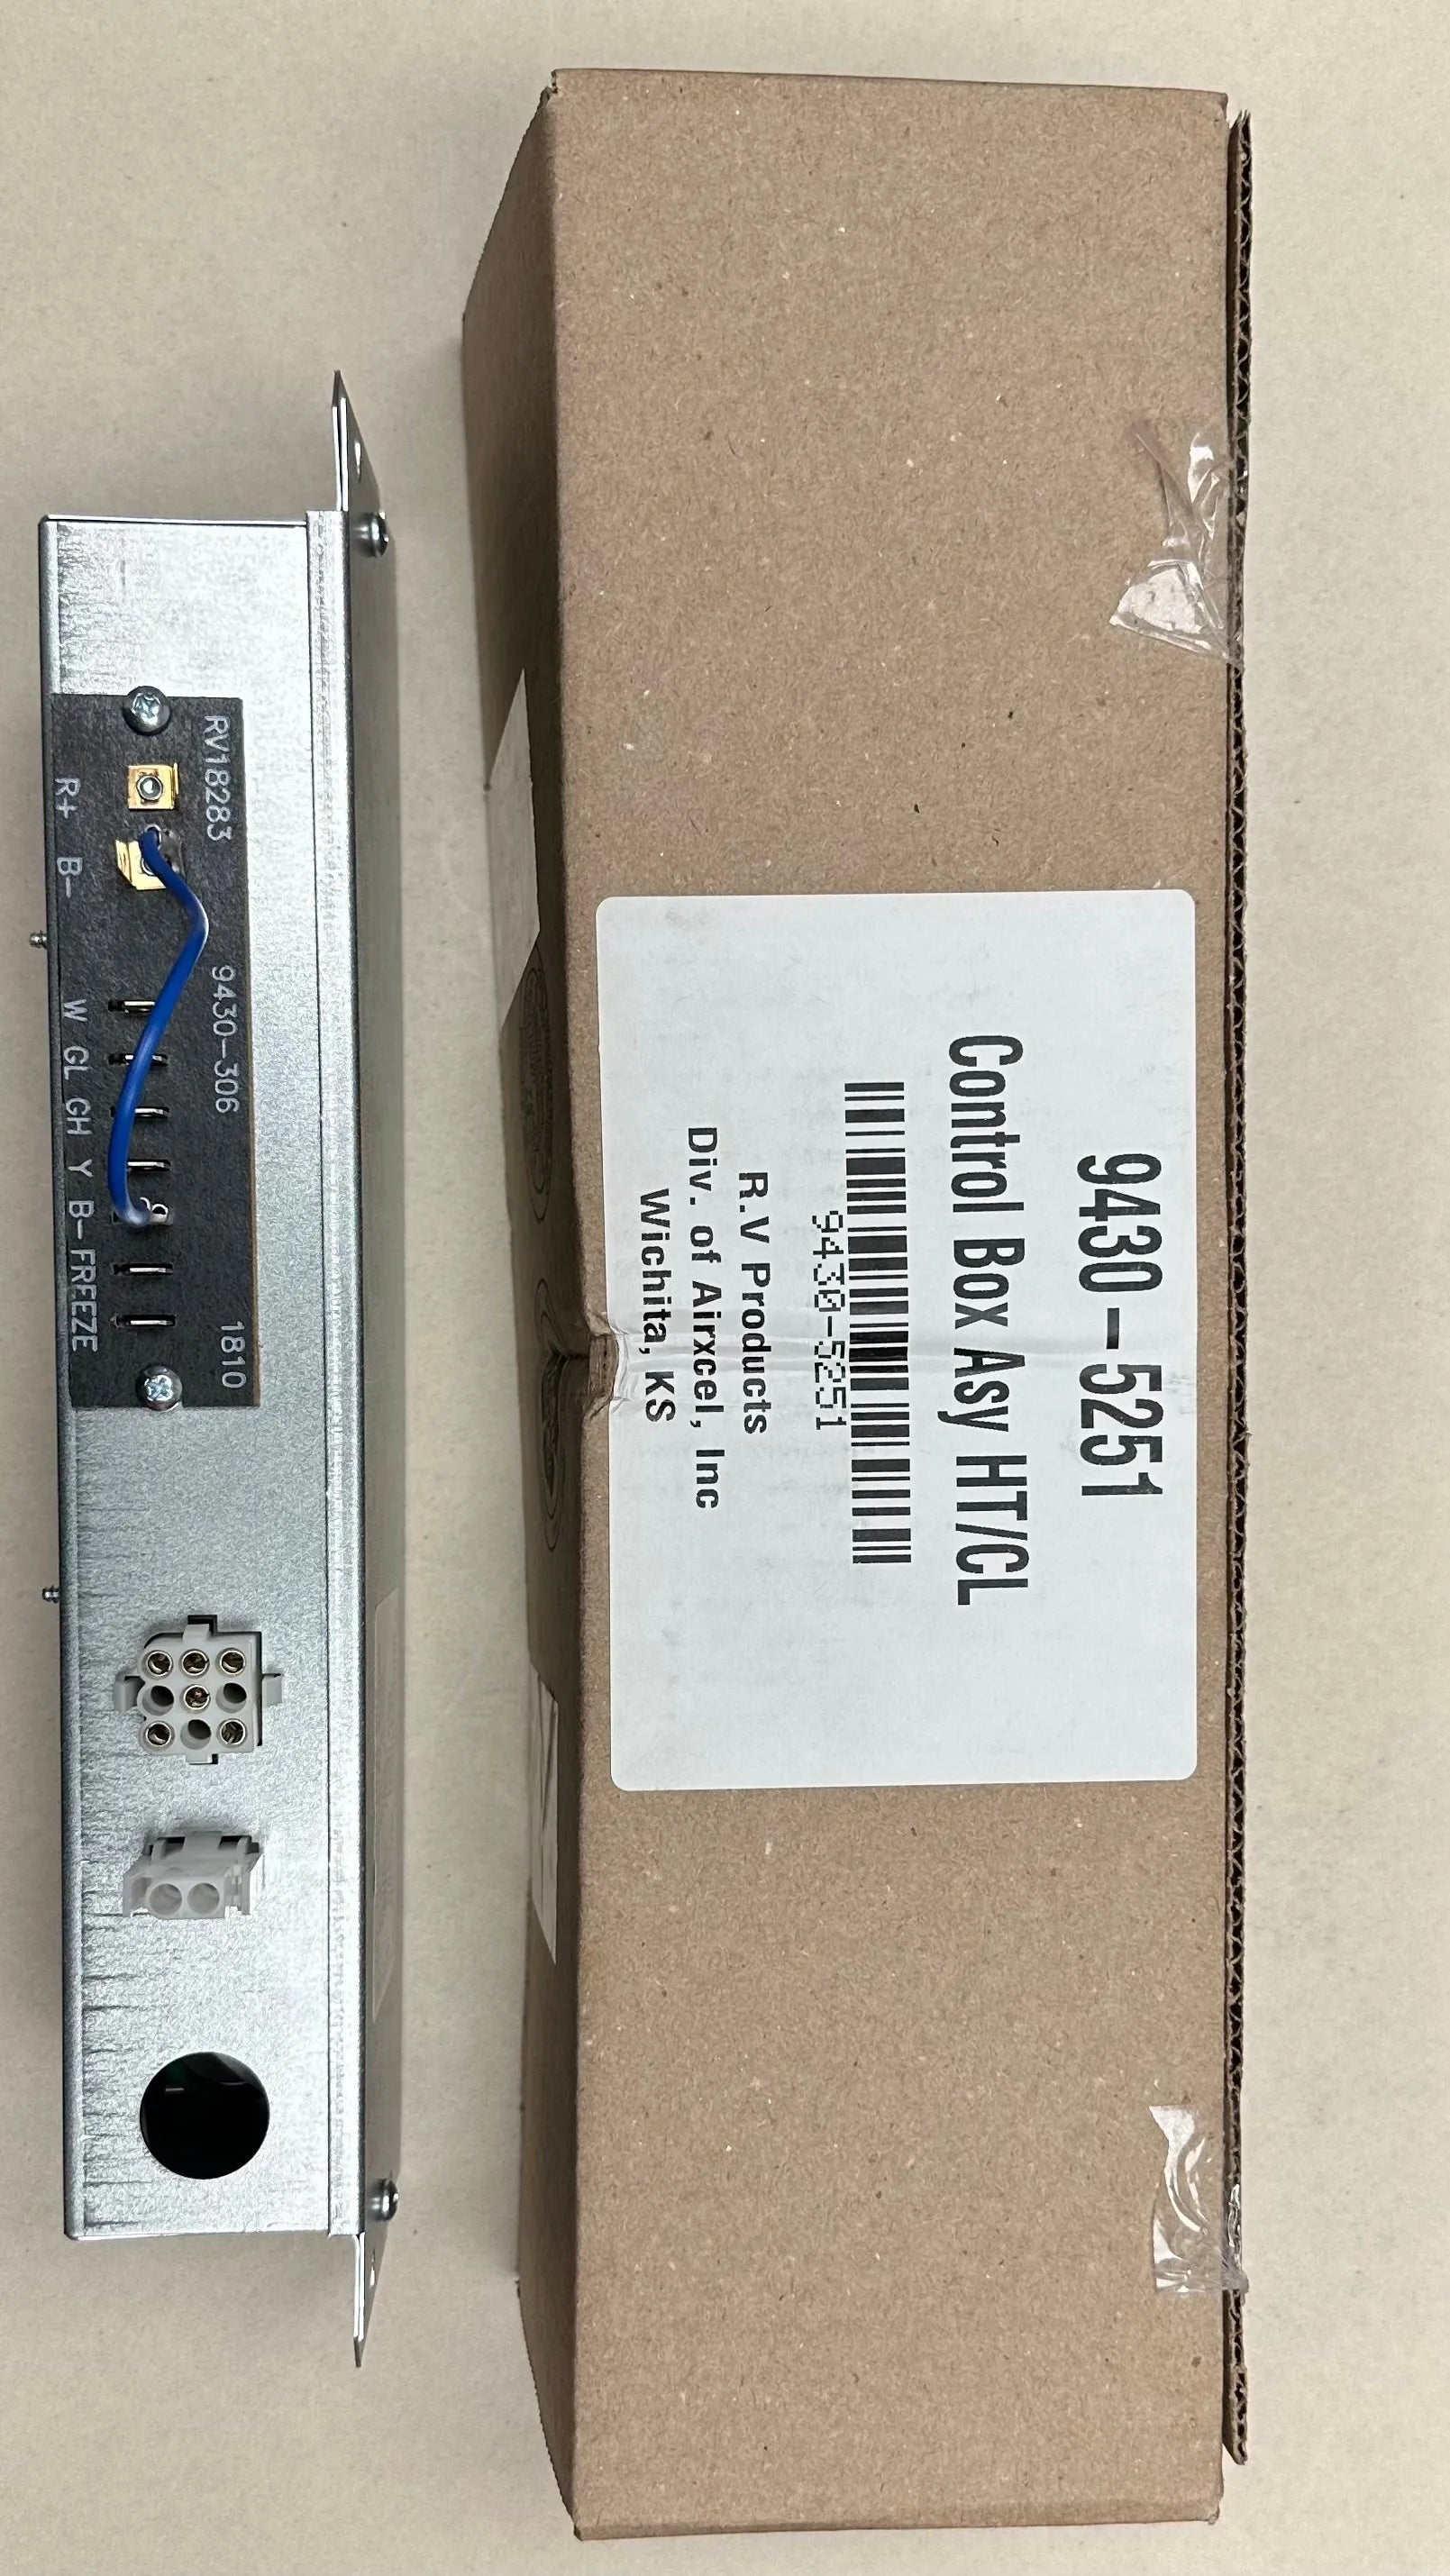 9430-5251
Control Box Asy HT/CL
9430-5251
R.V Products
Div. of Airxcel, Inc
Wichita, KS
RV18283 9430-306 1810
R+ B- W GL GH Y B- FREEZE